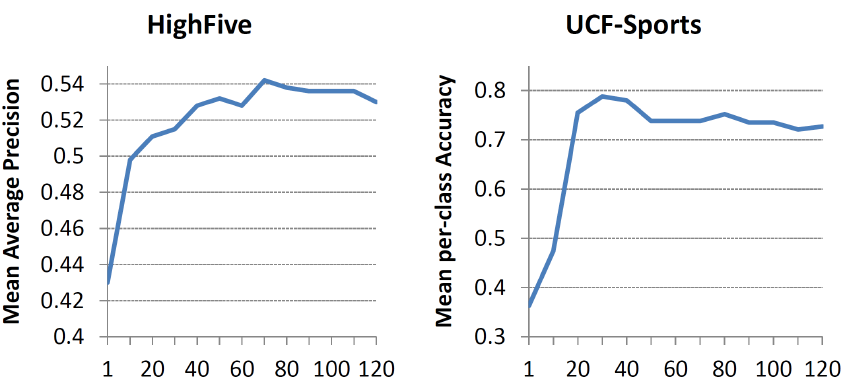 HighFive
Mean Average Precision
0.54
0.52
0.5
0.48
0.46
0.44
0.42
0.4
1 20 40 60 80 100 120
UCF-Sports
Mean per-class Accuracy
0.8
0.7
0.6
0.5
0.4
0.3
1 20 40 60 80 100 120